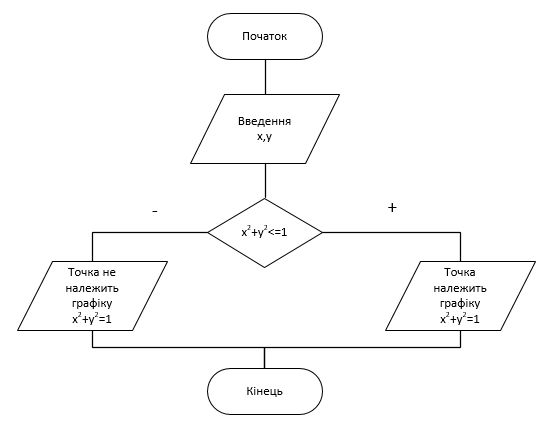 Початок
Введення
x,y
-
+
x²+y²<=1
Точка не
належить
графіку
x²+y²=1
Точка
належить
графіку
x²+y²=1
Кінець